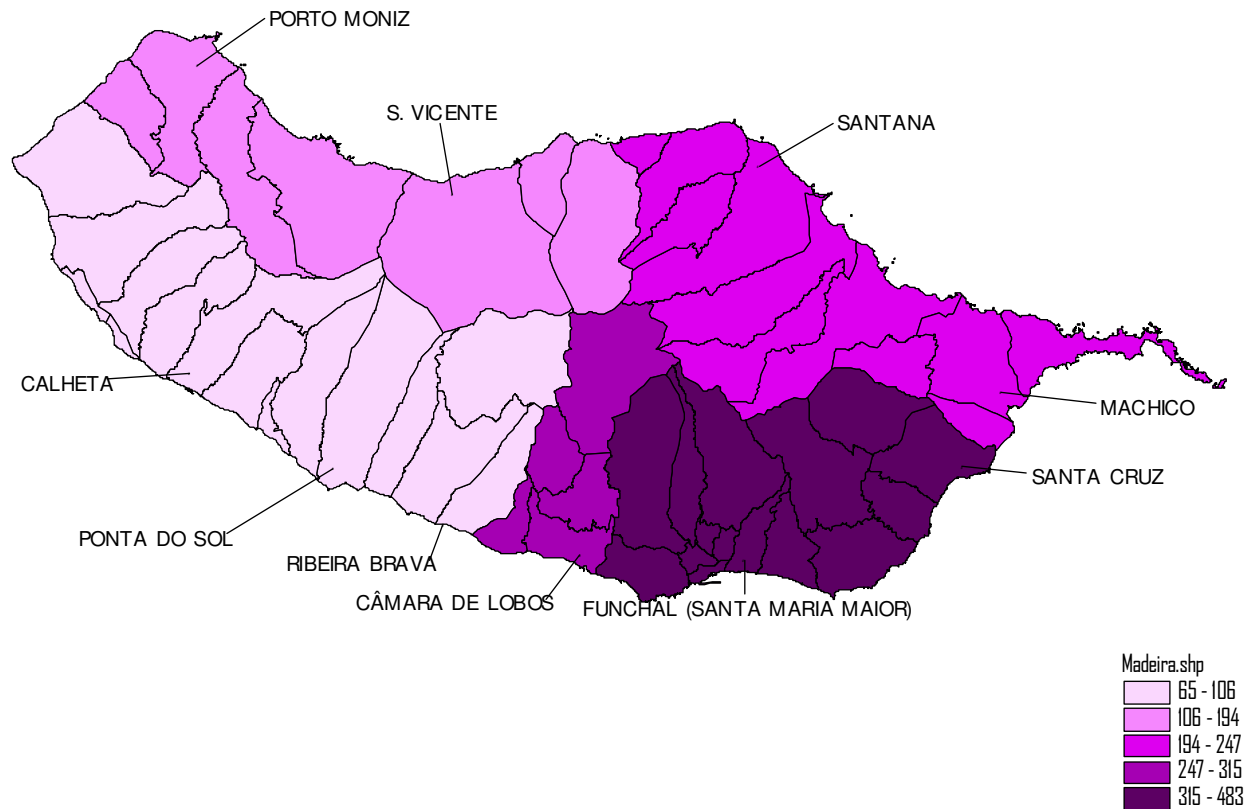 PORTO MONIZ
S. VICENTE
SANTANA
CALHETA
MACHICO
SANTA CRUZ
PONTA DO SOL
RIBEIRA BRAVA
CÂMARA DE LOBOS
FUNCHAL (SANTA MARIA MAIOR)
Madeira.shp
65 - 106
106 - 194
194 - 247
247 - 315
315 - 483